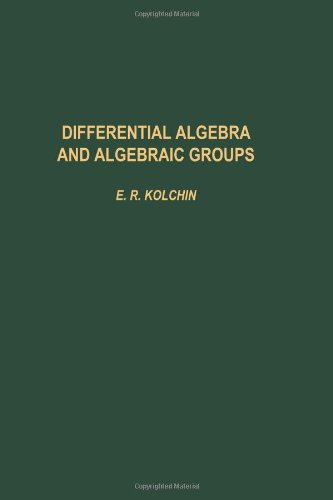 DIFFERENTIAL ALGEBRA
AND ALGEBRAIC GROUPS
E. R. KOLCHIN